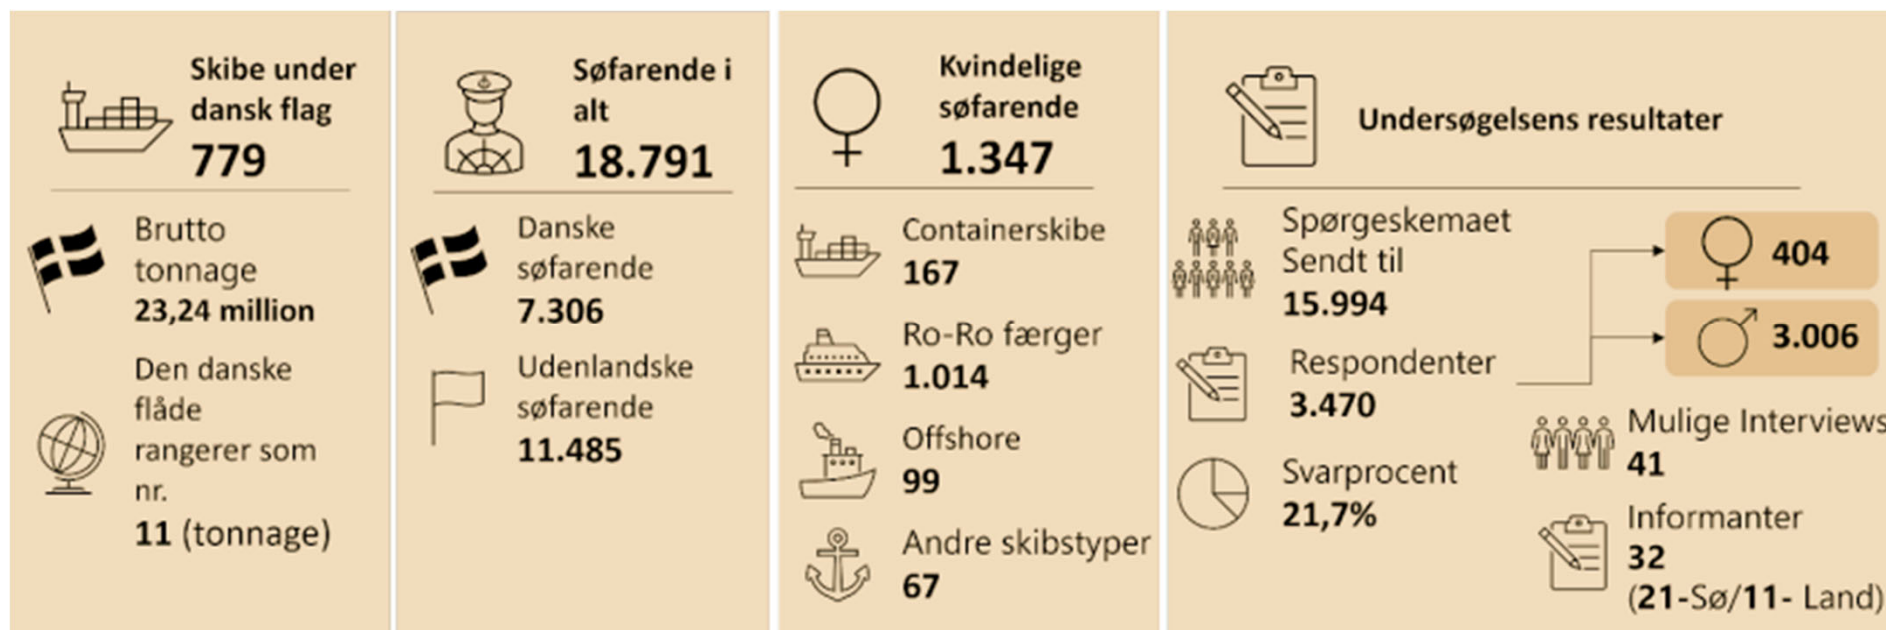 Skibe under
dansk flag
779
Brutto
tonnage
23,24 million
Den danske
flåde
rangerer som
nr.
11 (tonnage)
Søfarende i
alt
18.791
Danske
søfarende
7.306
Udenlandske
søfarende
11.485
Kvindelige
søfarende
1.347
Containerskibe
167
Ro-Ro færger
1.014
Offshore
99
Andre skibstyper
67
Undersøgelsens resultater
Spørgeskemaet
Sendt til
15.994
Respondenter
3.470
Svarprocent
21,7%
404
3.006
Mulige Interviews
41
Informanter
32
(21-Sø/11- Land)